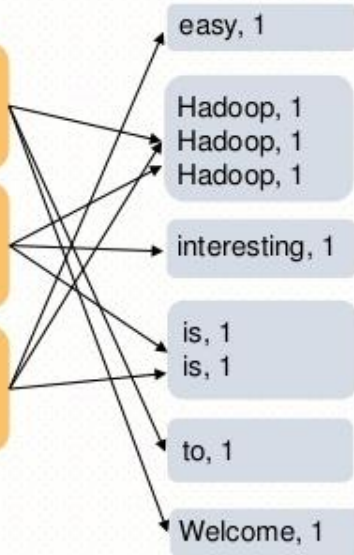 easy, 1
Hadoop, 1
Hadoop, 1
Hadoop, 1
interesting, 1
is, 1
is, 1
to, 1
Welcome, 1